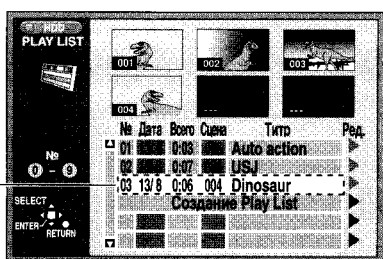 HDD
PLAY LIST
001
002
003
004
---
---
№ Дата Всего Сцена Титр Ред.
01 0:03 Auto action
02 0:07 USJ
03 13/8 0:06 004 Dinosaur
Создание Play List
№
0 - 9
SELECT
ENTER
RETURN